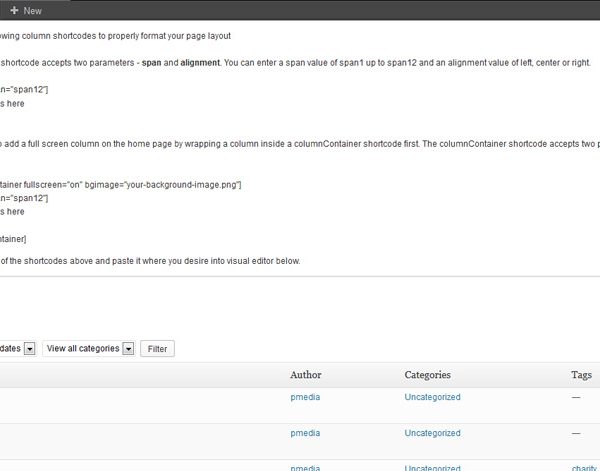 New
owing column shortcodes to properly format your page layout
shortcode accepts two parameters - span and alignment. You can enter a span value of span1 up to span12 and an alignment value of left, center or right.
an="span12"]
s here
o add a full screen column on the home page by wrapping a column inside a columnContainer shortcode first. The columnContainer shortcode accepts two p
tainer fullscreen="on" bgimage="your-background-image.png"]
an="span12"]
s here
ntainer]
of the shortcodes above and paste it where you desire into visual editor below.
dates View all categories Filter
Author Categories Tags
pmedia Uncategorized —
pmedia Uncategorized —
pmedia Uncategorized charity